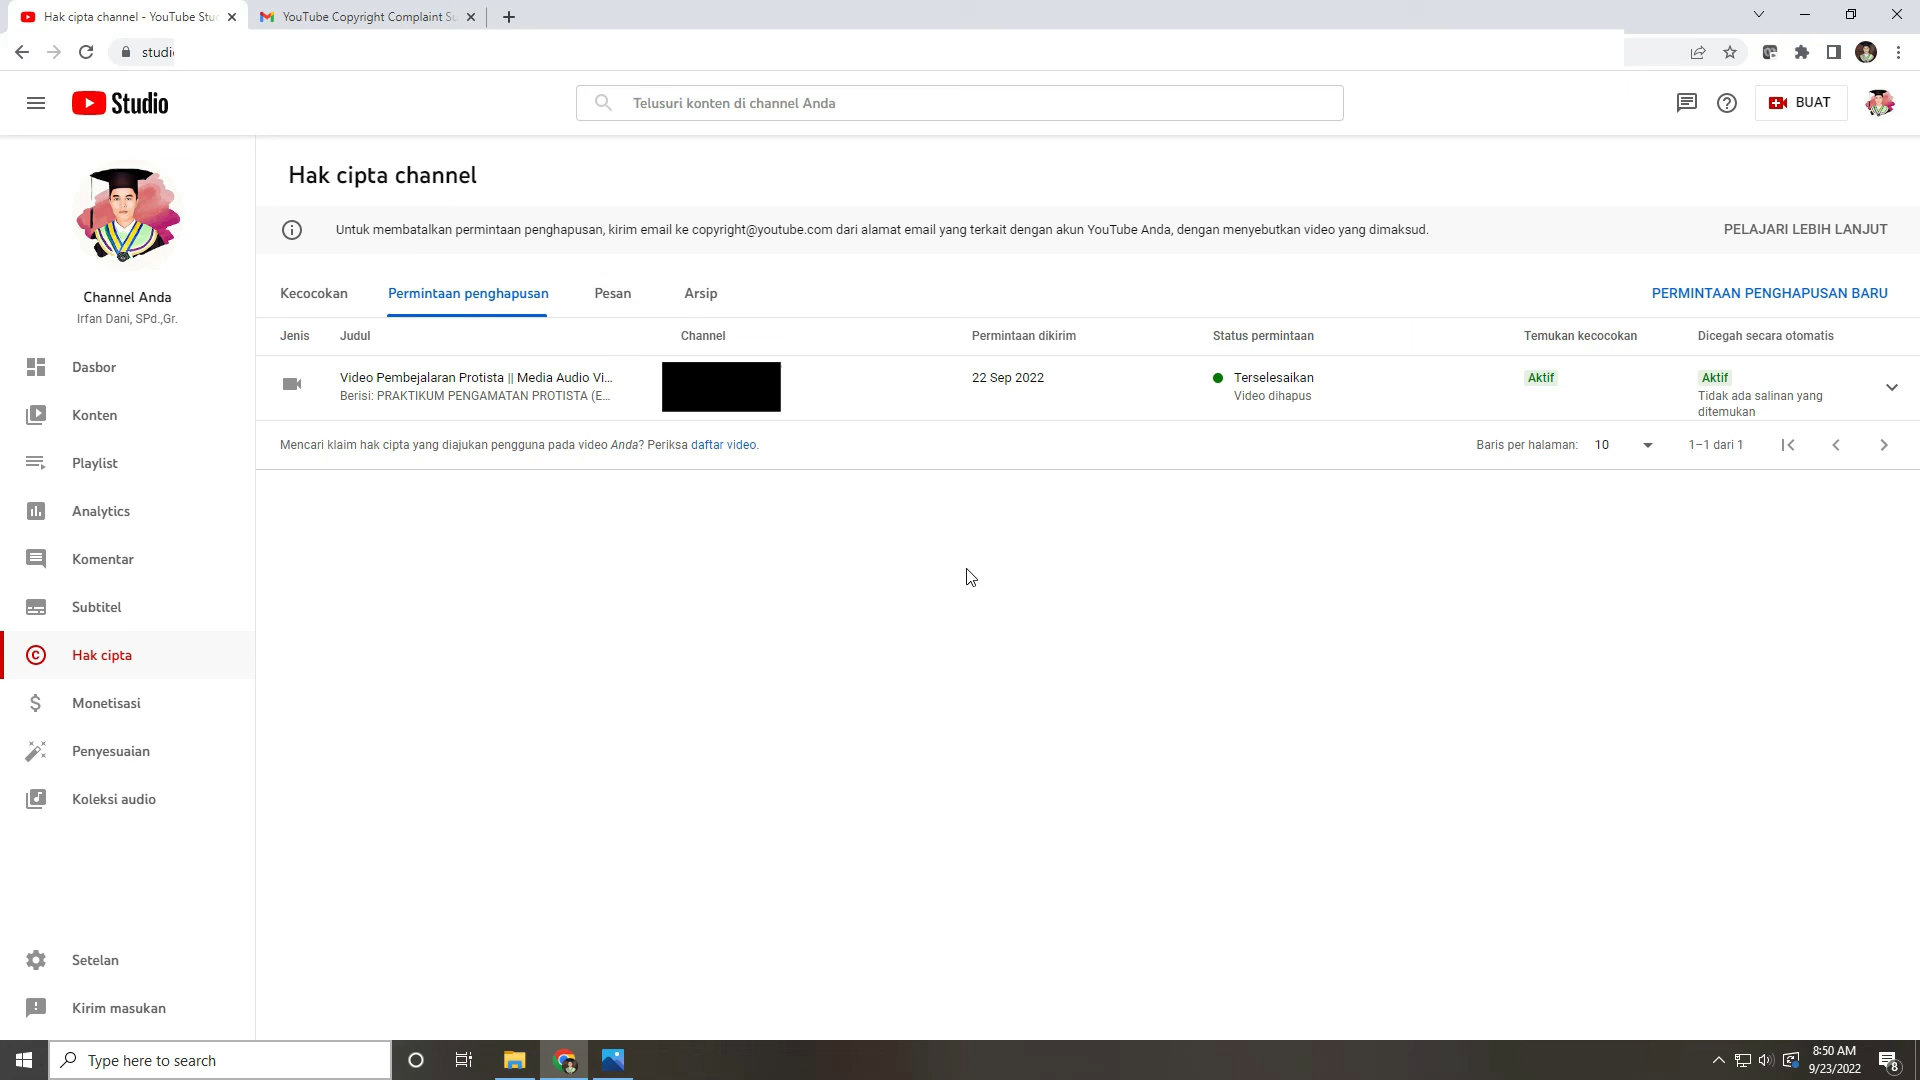 Hak cipta channel - YouTube Stu
YouTube Copyright Complaint Su
studi
Studio
Telusuri konten di channel Anda
BUAT
Hak cipta channel
Untuk membatalkan permintaan penghapusan, kirim email ke copyright@youtube.com dari alamat email yang terkait dengan akun YouTube Anda, dengan menyebutkan video yang dimaksud.
PELAJARI LEBIH LANJUT
Channel Anda
Irfan Dani, SPd.,Gr.
Dasbor
Konten
Playlist
Analytics
Komentar
Subtitel
Hak cipta
Monetisasi
Penyesuaian
Koleksi audio
Setelan
Kirim masukan
Kecocokan
Permintaan penghapusan
Pesan
Arsip
PERMINTAAN PENGHAPUSAN BARU
Jenis
Judul
Channel
Permintaan dikirim
Status permintaan
Temukan kecocokan
Dicegah secara otomatis
Video Pembejalaran Protista || Media Audio Vi...
Berisi: PRAKTIKUM PENGAMATAN PROTISTA (E...
22 Sep 2022
Terselesaikan
Video dihapus
Aktif
Aktif
Tidak ada salinan yang
ditemukan
Mencari klaim hak cipta yang diajukan pengguna pada video Anda? Periksa daftar video.
Baris per halaman:
10
1–1 dari 1
Type here to search
8:50 AM
9/23/2022
8